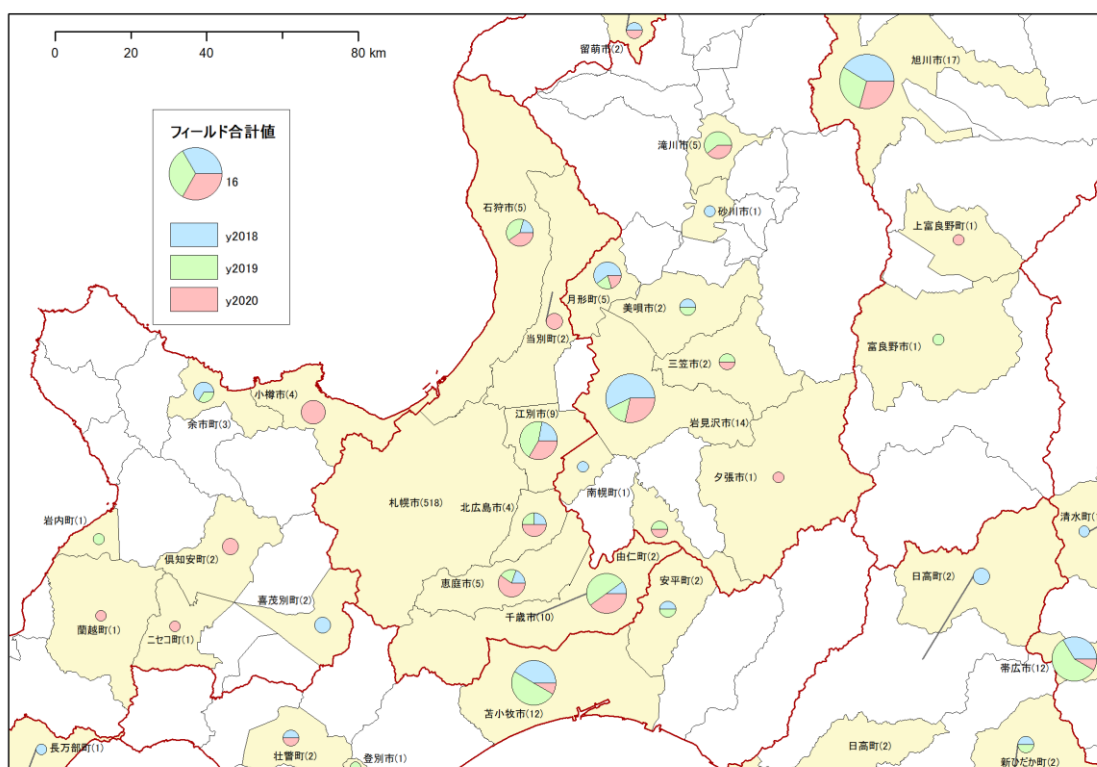 0 20 40 80 km
フィールド合計値
16
y2018
y2019
y2020
留萌市(2)
旭川市(17)
滝川市(5)
砂川市(1)
石狩市(5)
上富良野町(1)
月形町(5)
美唄市(2)
当別町(2)
富良野市(1)
三笠市(2)
小樽市(4)
余市町(3)
江別市(9)
岩見沢市(14)
夕張市(1)
札幌市(518)
北広島市(4)
南幌町(1)
岩内町(1)
清水町(1
倶知安町(2)
由仁町(2)
恵庭市(5)
安平町(2)
日高町(2)
喜茂別町(2)
千歳市(10)
蘭越町(1)
ニセコ町(1)
帯広市(12)
苫小牧市(12)
長万部町(1)
壮瞥町(2)
登別市(1)
日高町(2)
新ひだか町(2)